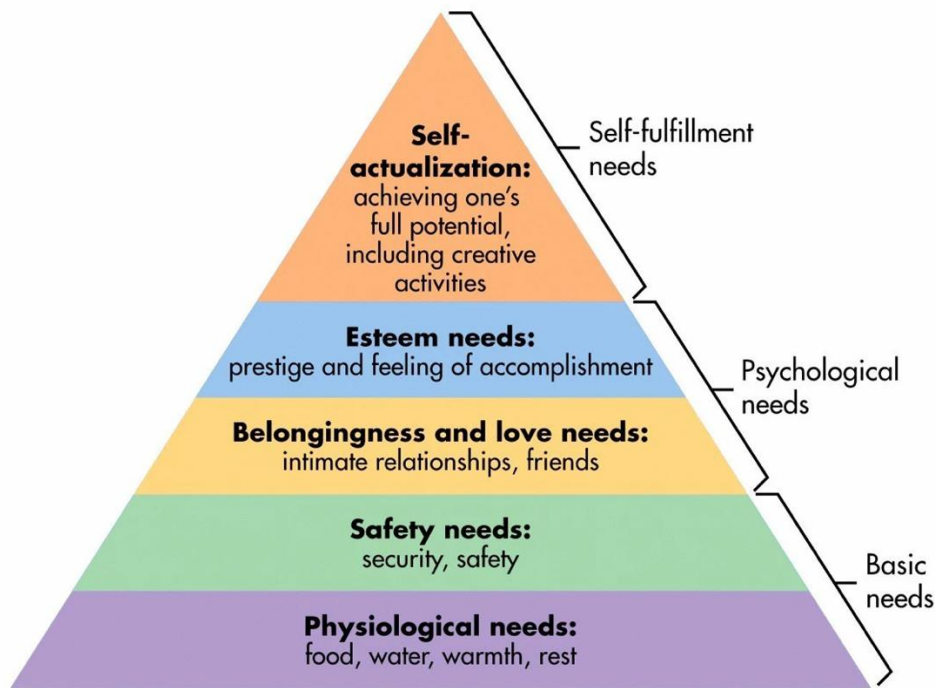 Self-
actualization:
achieving one's
full potential,
including creative
activities
Self-fulfillment
needs
Esteem needs:
prestige and feeling of accomplishment
Psychological
needs
Belongingness and love needs:
intimate relationships, friends
Safety needs:
security, safety
Basic
needs
Physiological needs:
food, water, warmth, rest